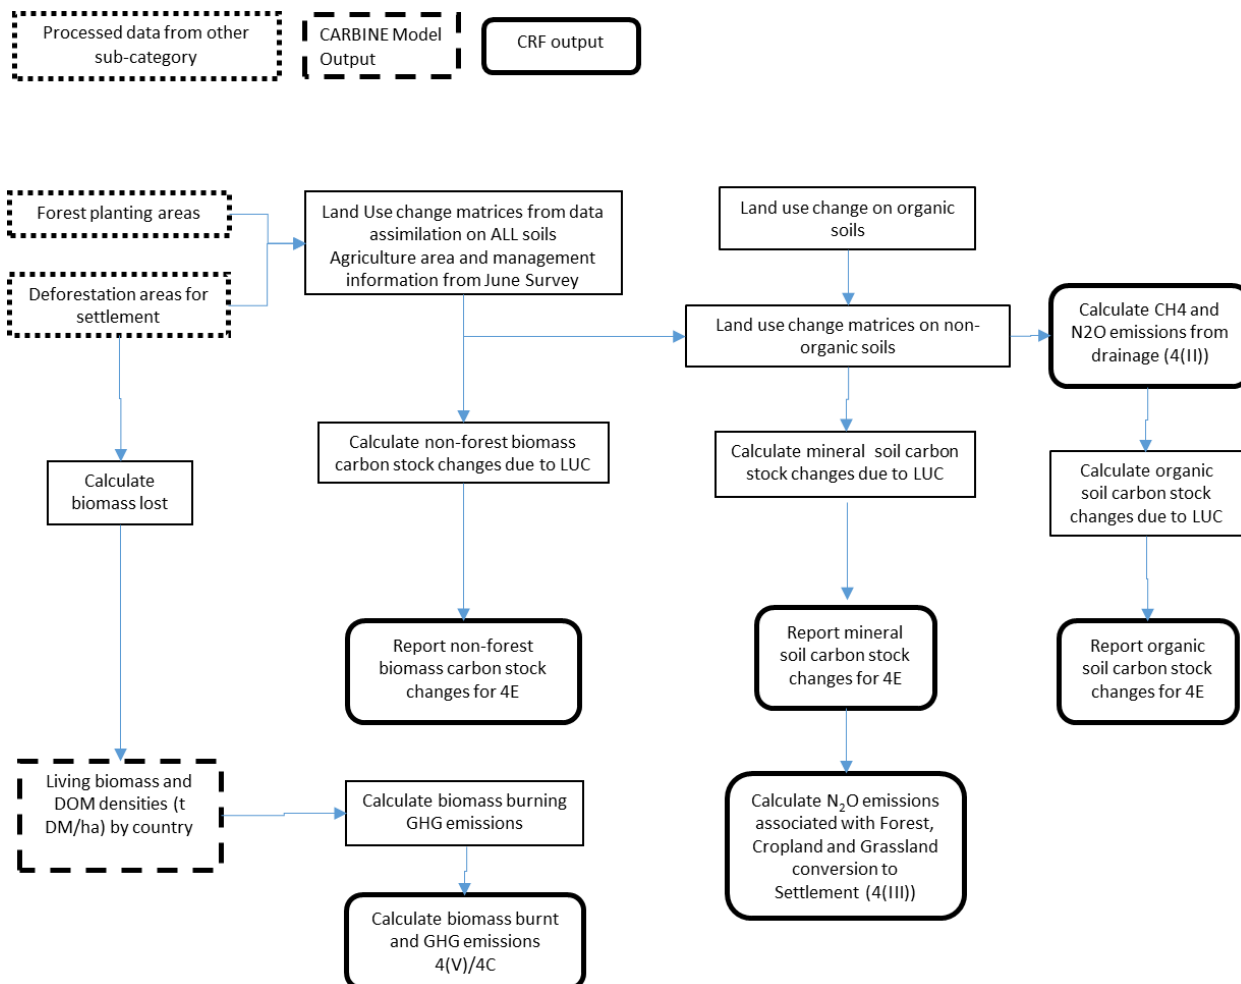 Processed data from other
sub-category
CARBINE Model
Output
CRF output
Forest planting areas
Deforestation areas for
settlement
Land Use change matrices from data
assimilation on ALL soils
Agriculture area and management
information from June Survey
Land use change on organic
soils
Land use change matrices on non-
organic soils
Calculate CH4 and
N2O emissions from
drainage (4(II))
Calculate
biomass lost
Calculate non-forest biomass
carbon stock changes due to LUC
Calculate mineral  soil carbon
stock changes due to LUC
Calculate organic
soil carbon stock
changes due to LUC
Report non-forest
biomass carbon stock
changes for 4E
Report mineral
soil carbon stock
changes for 4E
Report organic
soil carbon stock
changes for 4E
Living biomass and
DOM densities (t
DM/ha) by country
Calculate biomass burning
GHG emissions
Calculate N₂O emissions
associated with Forest,
Cropland and Grassland
conversion to
Settlement (4(III))
Calculate biomass burnt
and GHG emissions
4(V)/4C